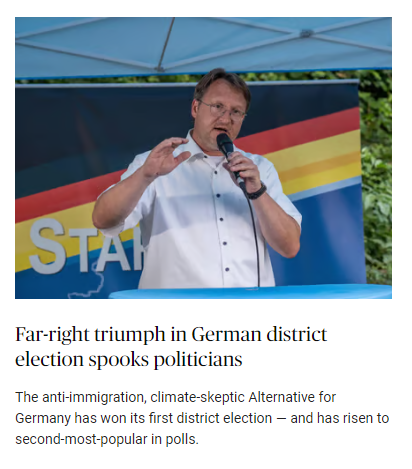 STAR
Far-right triumph in German district
election spooks politicians
The anti-immigration, climate-skeptic Alternative for
Germany has won its first district election — and has risen to
second-most-popular in polls.